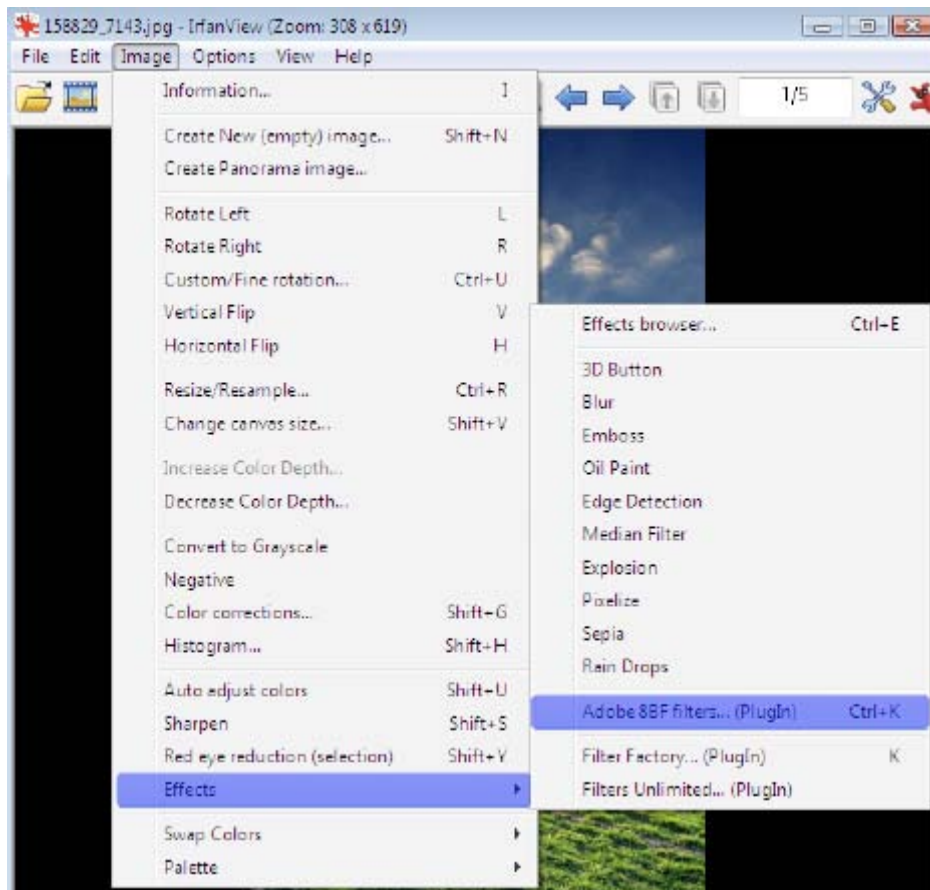 158829_7143.jpg - IrfanView (Zoom: 308 x 619)
File Edit Image Options View Help
1/5
Information... I
Create New (empty) image... Shift+N
Create Panorama image...
Rotate Left L
Rotate Right R
Custom/Fine rotation... Ctrl+U
Vertical Flip V
Horizontal Flip H
Resize/Resample... Ctrl+R
Change canvas size... Shift+V
Increase Color Depth...
Decrease Color Depth...
Convert to Grayscale
Negative
Color corrections... Shift+G
Histogram... Shift+H
Auto adjust colors Shift+U
Sharpen Shift+S
Red eye reduction (selection) Shift+Y
Effects
Swap Colors
Palette
Effects browser... Ctrl+E
3D Button
Blur
Emboss
Oil Paint
Edge Detection
Median Filter
Explosion
Pixelize
Sepia
Rain Drops
Adobe 8BF filters... (PlugIn) Ctrl+K
Filter Factory... (PlugIn) K
Filters Unlimited... (PlugIn)